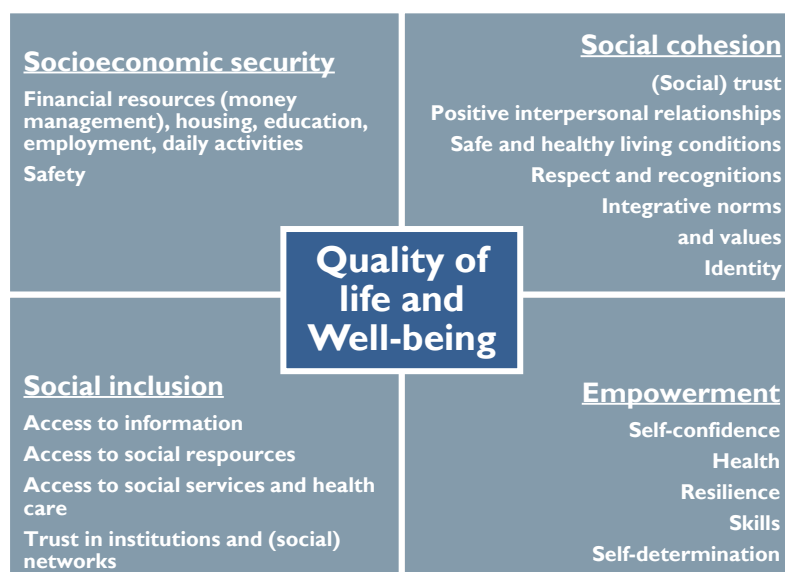 Socioeconomic security
Financial resources (money
management), housing, education,
employment, daily activities
Safety
Social cohesion
(Social) trust
Positive interpersonal relationships
Safe and healthy living conditions
Respect and recognitions
Integrative norms
and values
Identity
Quality of
life and
Well-being
Social inclusion
Access to information
Access to social respources
Access to social services and health
care
Trust in institutions and (social)
networks
Empowerment
Self-confidence
Health
Resilience
Skills
Self-determination